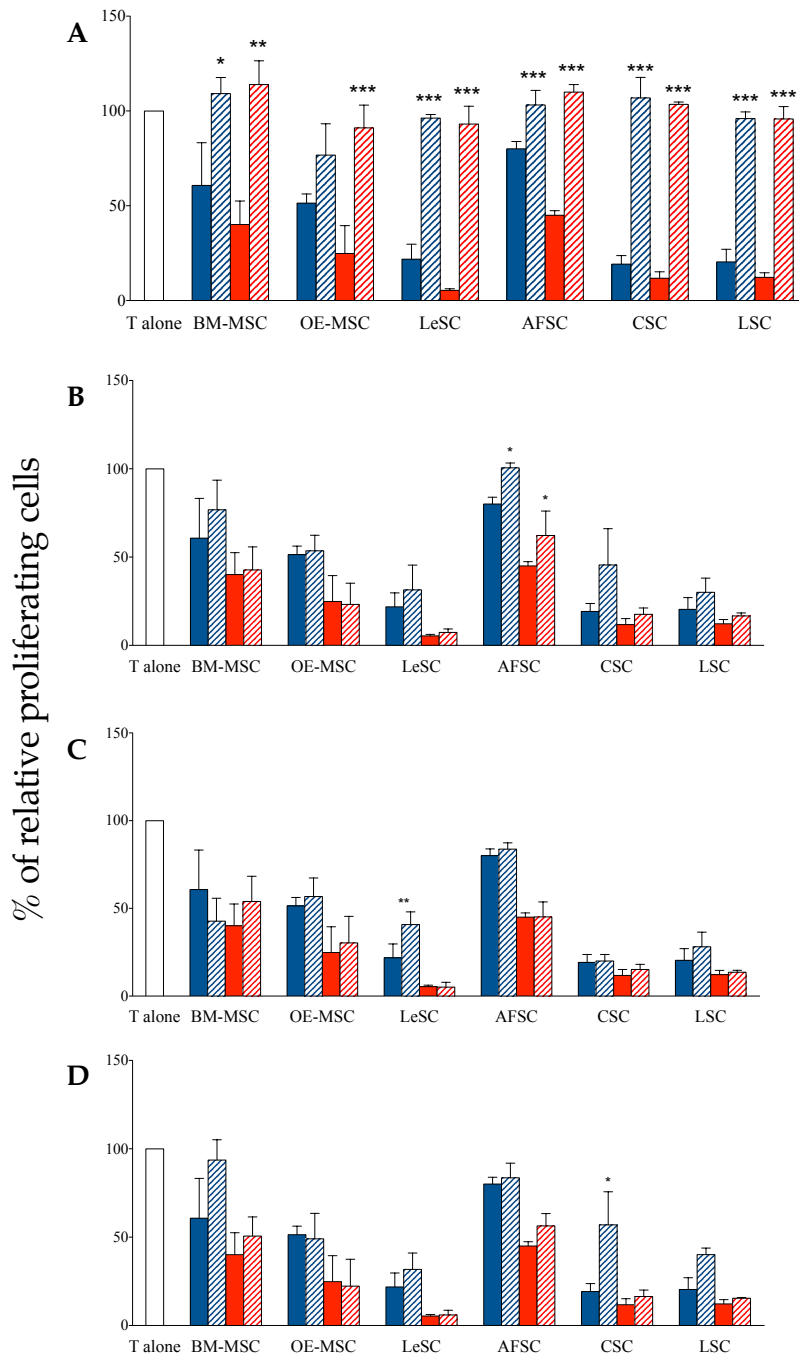 % of relative proliferating cells
A
150
* ** *** *** *** *** *** *** *** *** ***
100
50
0
T alone BM-MSC OE-MSC LeSC AFSC CSC LSC
B
150
* *
100
50
0
T alone BM-MSC OE-MSC LeSC AFSC CSC LSC
C
150
100
**
50
0
T alone BM-MSC OE-MSC LeSC AFSC CSC LSC
D
150
100
*
50
0
T alone BM-MSC OE-MSC LeSC AFSC CSC LSC